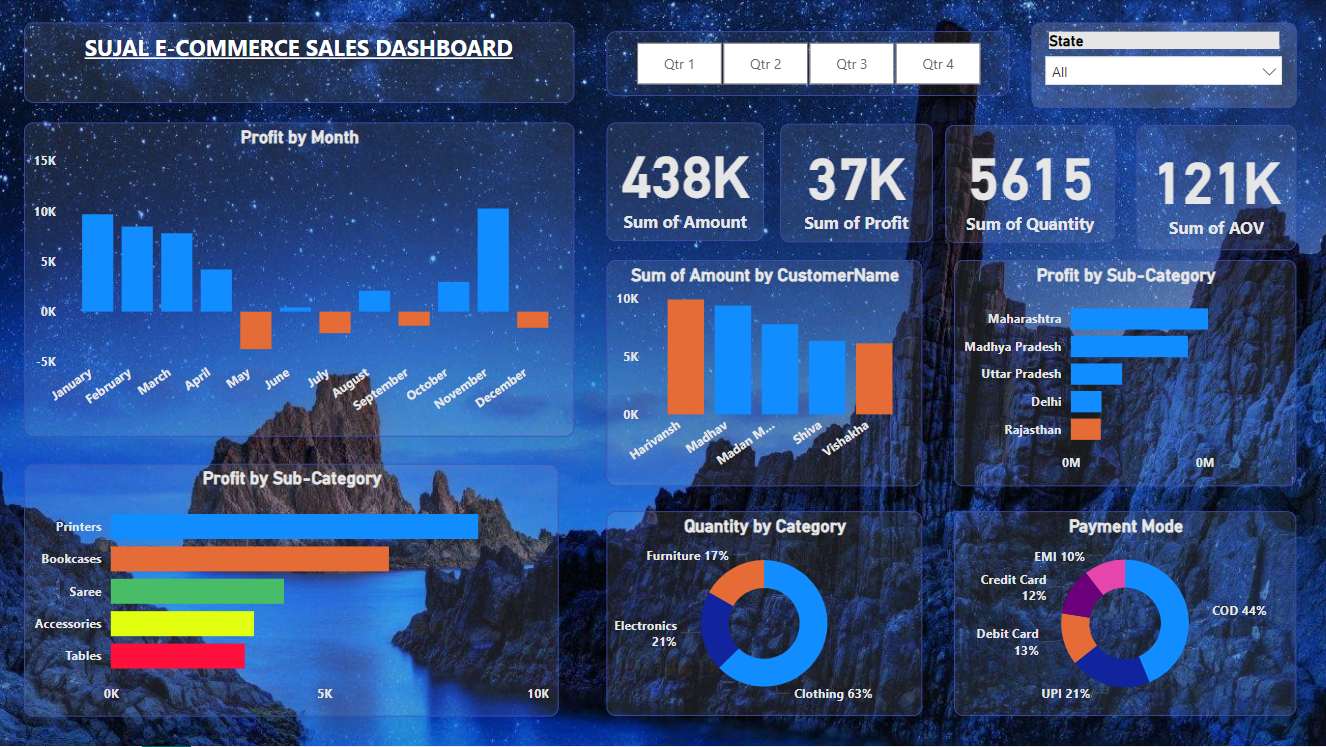 SUJAL E-COMMERCE SALES DASHBOARD
Qtr 1
Qtr 2
Qtr 3
Qtr 4
State
All
Profit by Month
15K
10K
5K
0K
-5K
January
February
March
April
May
June
July
August
September
October
November
December
438K
Sum of Amount
37K
Sum of Profit
5615
Sum of Quantity
121K
Sum of AOV
Sum of Amount by CustomerName
10K
5K
0K
Harivansh
Madhav
Madan M...
Shiva
Vishakha
Profit by Sub-Category
Maharashtra
Madhya Pradesh
Uttar Pradesh
Delhi
Rajasthan
0M
0M
Profit by Sub-Category
Printers
Bookcases
Saree
Accessories
Tables
0K
5K
10K
Quantity by Category
Furniture 17%
Electronics
21%
Clothing 63%
Payment Mode
EMI 10%
Credit Card
12%
Debit Card
13%
UPI 21%
COD 44%